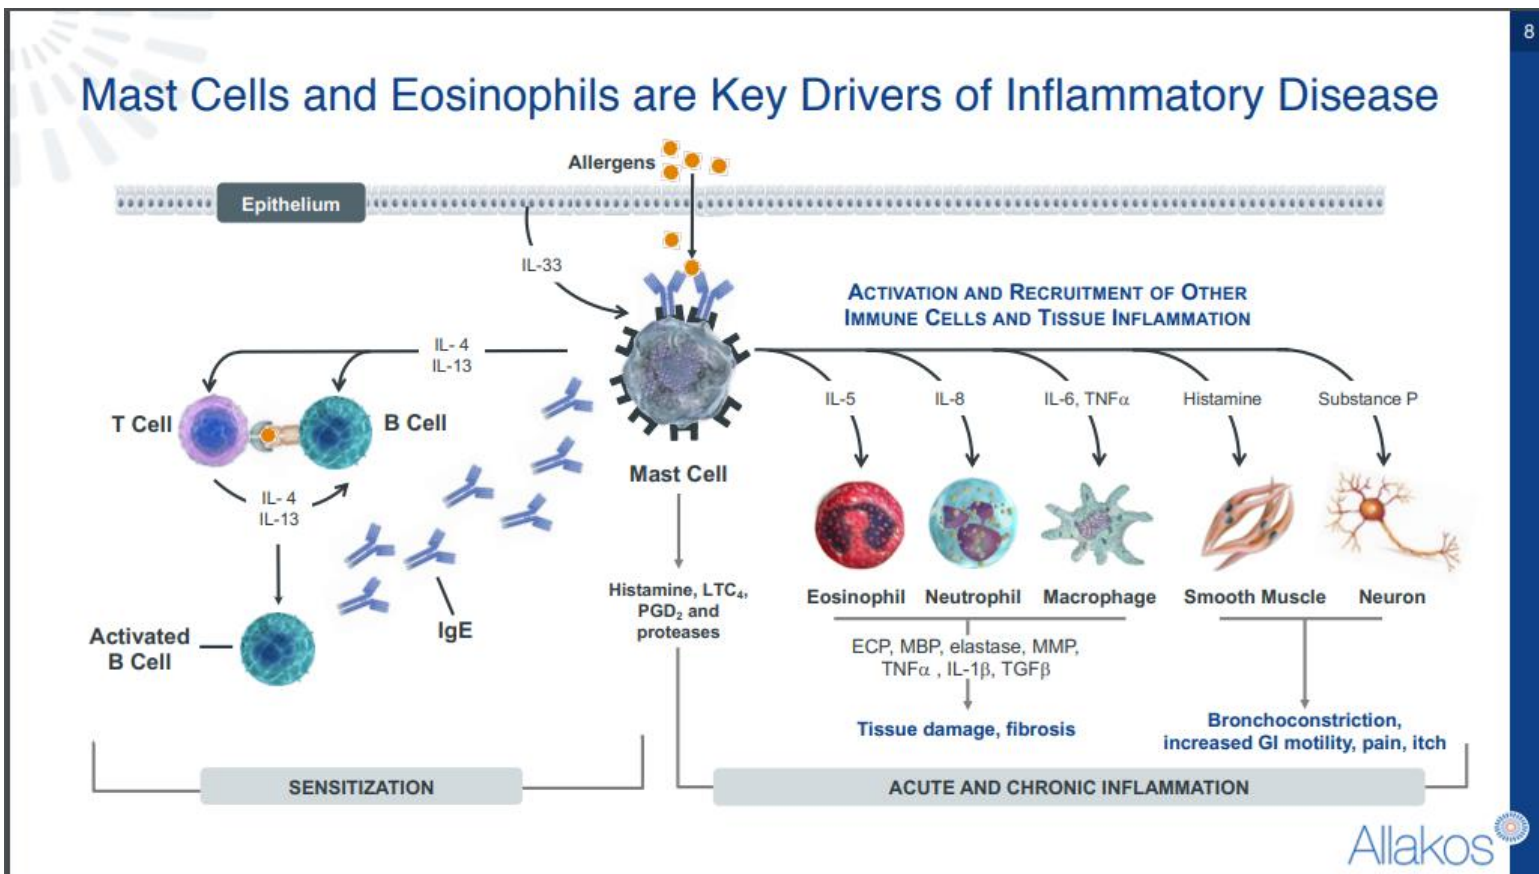 8
Mast Cells and Eosinophils are Key Drivers of Inflammatory Disease
Allergens
Epithelium
IL-33
ACTIVATION AND RECRUITMENT OF OTHER
IMMUNE CELLS AND TISSUE INFLAMMATION
IL- 4
IL-13
T Cell
B Cell
IL- 4
IL-13
Activated
B Cell
IgE
Mast Cell
Histamine, LTC₄,
PGD₂ and
proteases
IL-5
IL-8
IL-6, TNFα
Histamine
Substance P
Eosinophil
Neutrophil
Macrophage
Smooth Muscle
Neuron
ECP, MBP, elastase, MMP,
TNFα , IL-1β, TGFβ
Tissue damage, fibrosis
Bronchoconstriction,
increased GI motility, pain, itch
SENSITIZATION
ACUTE AND CHRONIC INFLAMMATION
Allakos